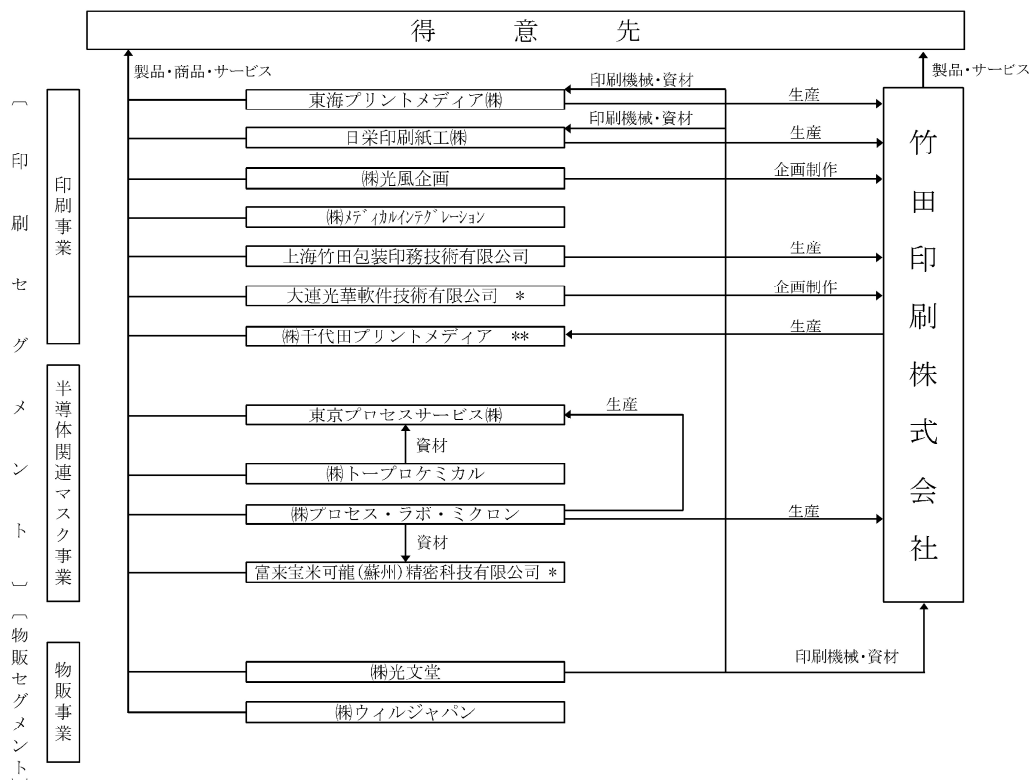 得意先
製品・商品・サービス
製品・サービス
〔印刷セグメント〕
印刷事業
東海プリントメディア㈱
印刷機械・資材
生産
日栄印刷紙工㈱
印刷機械・資材
生産
㈱光風企画
企画制作
㈱ﾒﾃﾞｨｶﾙｲﾝﾃｸﾞﾚｰｼｮﾝ
上海竹田包装印務技術有限公司
生産
大連光華軟件技術有限公司 *
企画制作
㈱千代田プリントメディア **
生産
竹田印刷株式会社
半導体関連マスク事業
東京プロセスサービス㈱
生産
資材
㈱トープロケミカル
㈱プロセス・ラボ・ミクロン
生産
資材
富来宝米可龍(蘇州)精密科技有限公司 *
〔物販セグメント〕
物販事業
㈱光文堂
印刷機械・資材
㈱ウィルジャパン